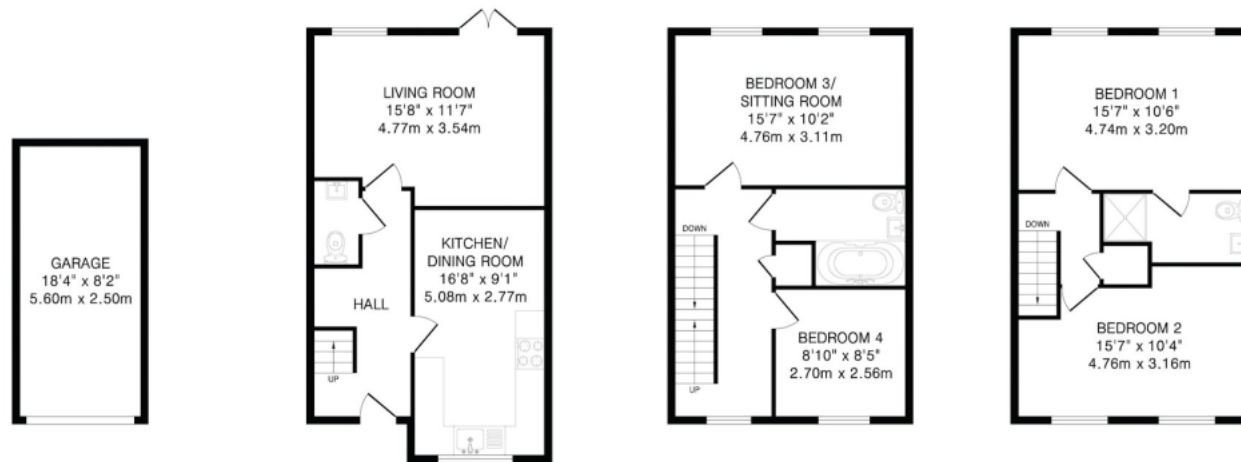 GARAGE
18'4" x 8'2"
5.60m x 2.50m
LIVING ROOM
15'8" x 11'7"
4.77m x 3.54m
KITCHEN/
DINING ROOM
16'8" x 9'1"
5.08m x 2.77m
HALL
UP
BEDROOM 3/
SITTING ROOM
15'7" x 10'2"
4.76m x 3.11m
DOWN
UP
BEDROOM 4
8'10" x 8'5"
2.70m x 2.56m
BEDROOM 1
15'7" x 10'6"
4.74m x 3.20m
DOWN
BEDROOM 2
15'7" x 10'4"
4.76m x 3.16m